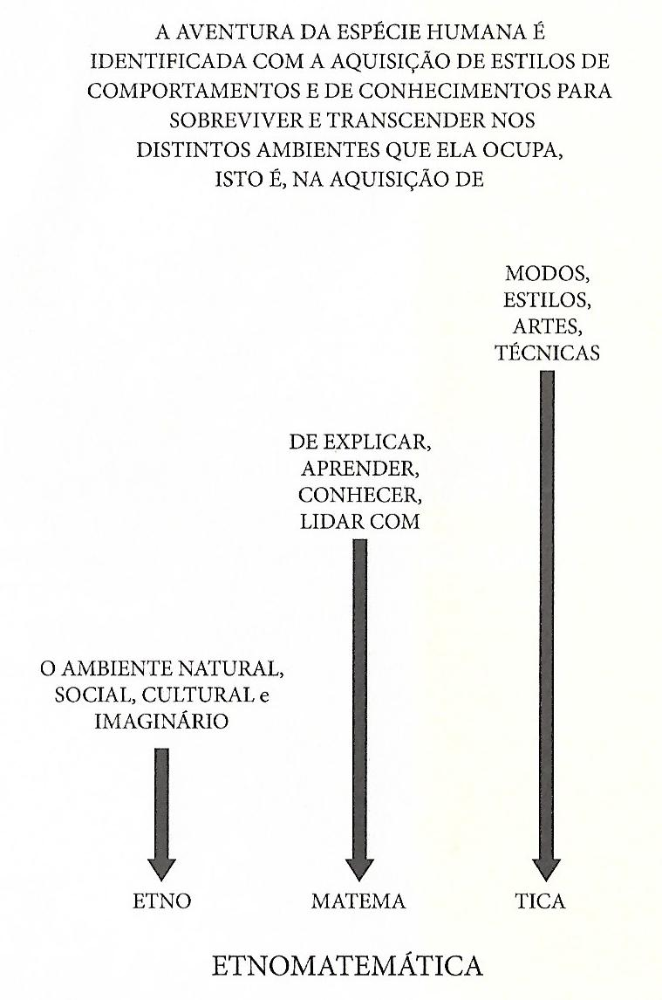 A AVENTURA DA ESPÉCIE HUMANA É
IDENTIFICADA COM A AQUISIÇÃO DE ESTILOS DE
COMPORTAMENTOS E DE CONHECIMENTOS PARA
SOBREVIVER E TRANSCENDER NOS
DISTINTOS AMBIENTES QUE ELA OCUPA,
ISTO É, NA AQUISIÇÃO DE
MODOS,
ESTILOS,
ARTES,
TÉCNICAS
DE EXPLICAR,
APRENDER,
CONHECER,
LIDAR COM
O AMBIENTE NATURAL,
SOCIAL, CULTURAL e
IMAGINÁRIO
ETNO MATEMA TICA
ETNOMATEMÁTICA